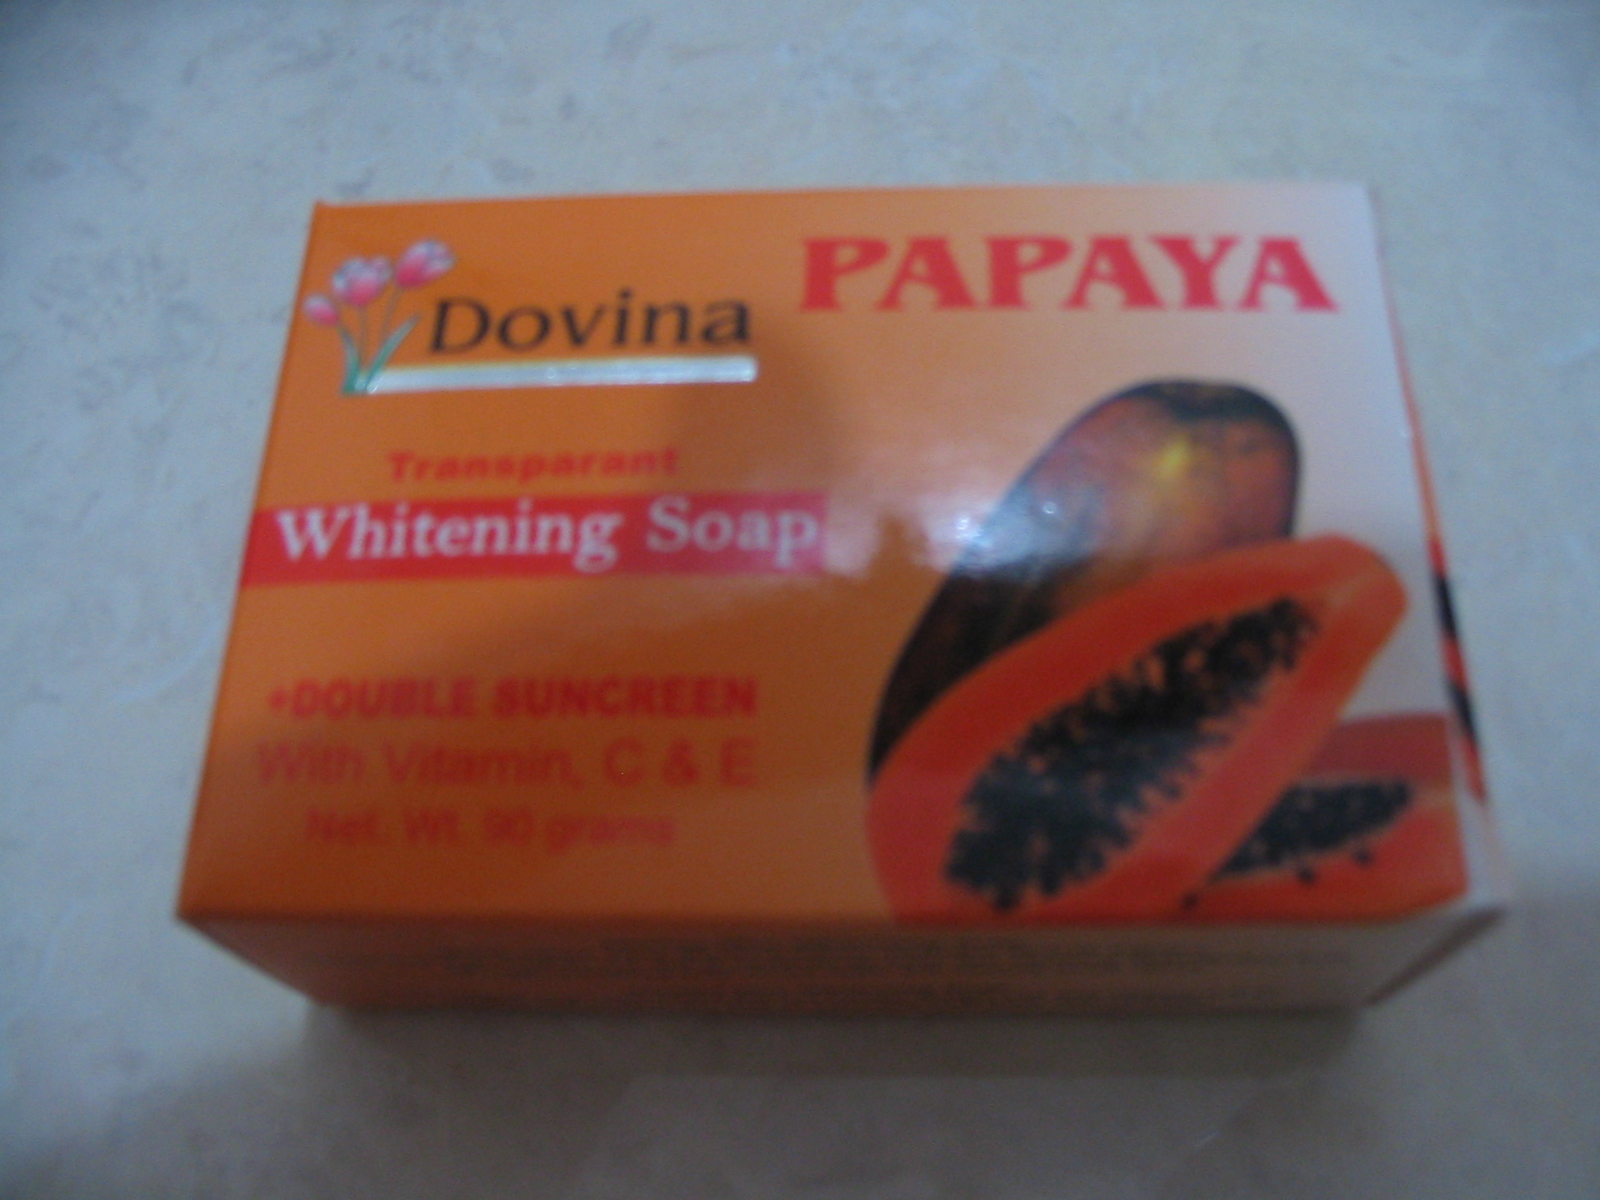 Dovina
PAPAYA
Transparant
Whitening Soap
+DOUBLE SUNCREEN
With Vitamin, C & E
Net. Wt. 90 grams